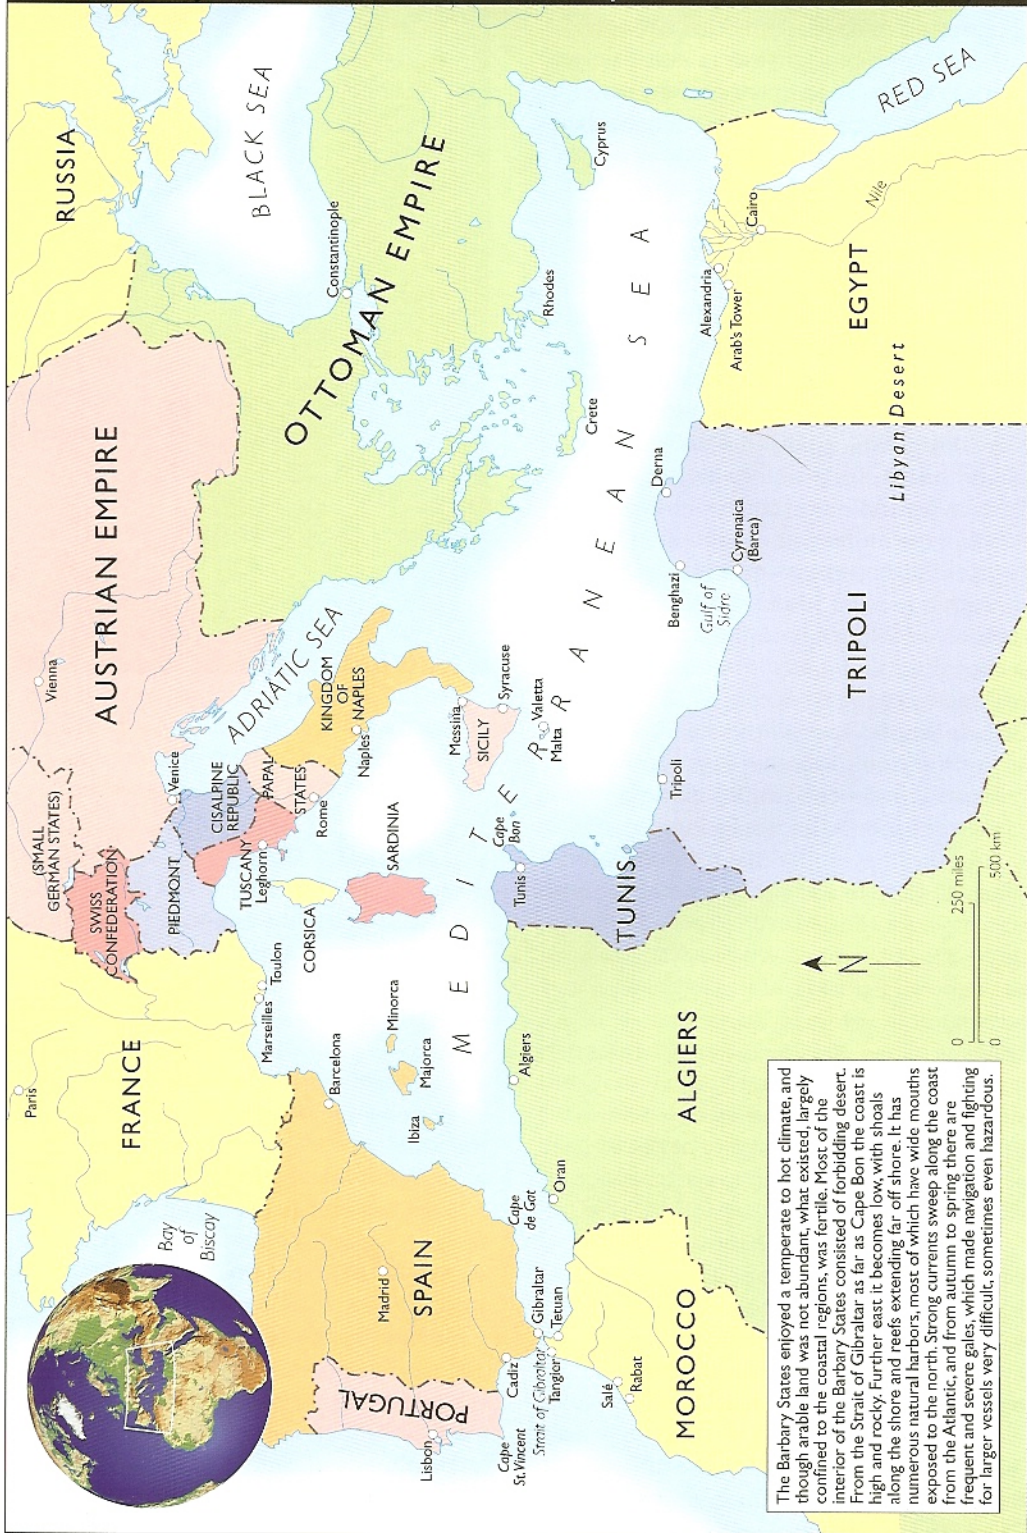 RUSSIA
BLACK SEA
Constantinople
OTTOMAN EMPIRE
AUSTRIAN EMPIRE
Vienna
(SMALL
GERMAN STATES)
SWISS
CONFEDERATION
PIEDMONT
Venice
CISALPINE
REPUBLIC
PAPAL
STATES
TUSCANY
Leghorn
Rome
ADRIATIC SEA
KINGDOM
OF
NAPLES
Naples
Messina
SICILY
Syracuse
Valetta
Malta
SARDINIA
CORSICA
Paris
FRANCE
Toulon
Marseilles
Bay
of
Biscay
Barcelona
Minorca
Majorca
Ibiza
Madrid
SPAIN
PORTUGAL
Lisbon
Cape
St. Vincent
Cadiz
Strait of Gibraltar
Gibraltar
Cape
de Gat
Tangier
Tetuan
Salé
Rabat
MOROCCO
Oran
Algiers
ALGIERS
Tunis
Cape
Bon
TUNIS
Tripoli
TRIPOLI
Gulf of
Sidra
Benghazi
Cyrenaica
(Barca)
Derna
Libyan Desert
MEDITERRANEAN SEA
Crete
Rhodes
Cyprus
Alexandria
Arab's Tower
Cairo
Nile
EGYPT
RED SEA
N
0 250 miles
0 500 km
The Barbary States enjoyed a temperate to hot climate, and
though arable land was not abundant, what existed, largely
confined to the coastal regions, was fertile. Most of the
interior of the Barbary States consisted of forbidding desert.
From the Strait of Gibraltar as far as Cape Bon the coast is
high and rocky. Further east it becomes low, with shoals
along the shore and reefs extending far off shore. It has
numerous natural harbors, most of which have wide mouths
exposed to the north. Strong currents sweep along the coast
from the Atlantic, and from autumn to spring there are
frequent and severe gales, which made navigation and fighting
for larger vessels very difficult, sometimes even hazardous.